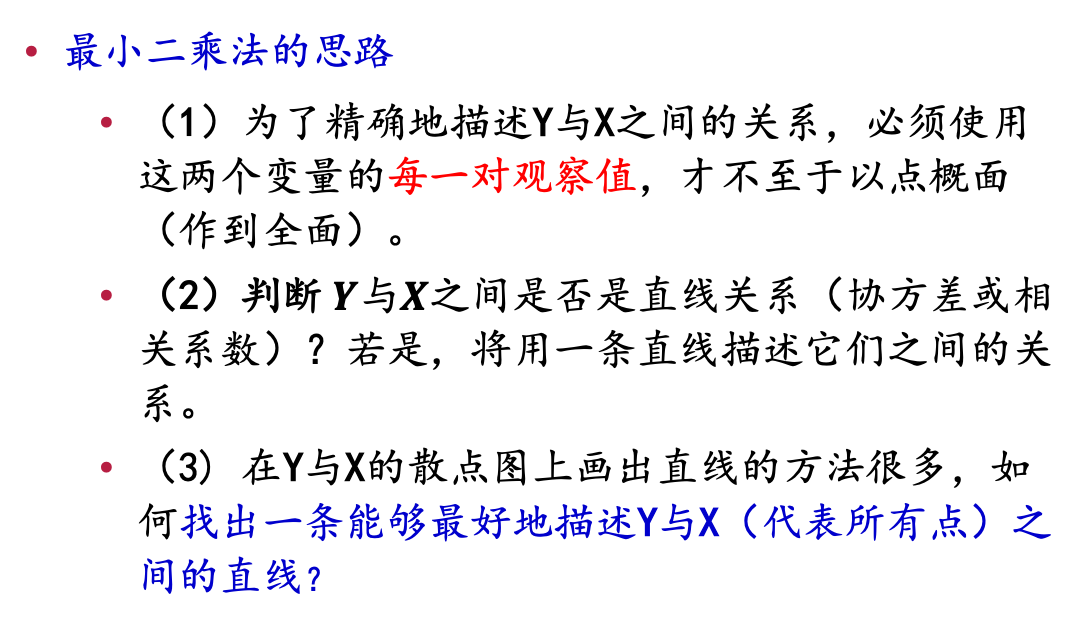 • 最小二乘法的思路
• （1）为了精确地描述Y与X之间的关系，必须使用
这两个变量的每一对观察值，才不至于以点概面
（作到全面）。
• （2）判断 Y与X之间是否是直线关系（协方差或相
关系数）？若是，将用一条直线描述它们之间的关
系。
• （3）在Y与X的散点图上画出直线的方法很多，如
何找出一条能够最好地描述Y与X（代表所有点）之
间的直线？